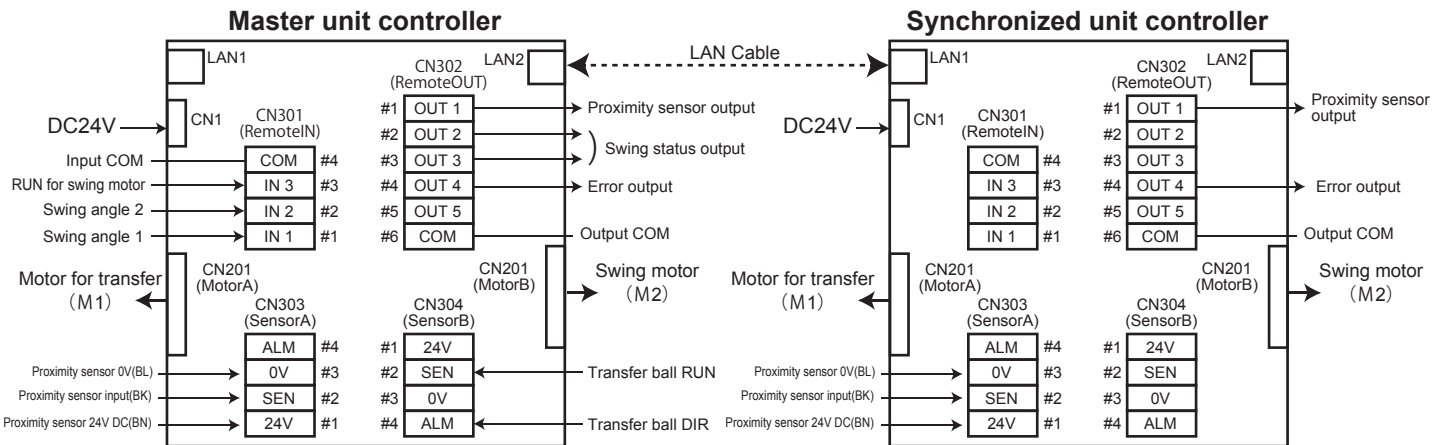 Master unit controller
LAN1
LAN2
CN1
DC24V
CN301
(RemoteIN)
Input COM
COM #4
RUN for swing motor
IN 3 #3
Swing angle 2
IN 2 #2
Swing angle 1
IN 1 #1
CN302
(RemoteOUT)
#1 OUT 1
Proximity sensor output
#2 OUT 2
#3 OUT 3
Swing status output
#4 OUT 4
Error output
#5 OUT 5
#6 COM
Output COM
Motor for transfer
(M1)
CN201
(MotorA)
CN201
(MotorB)
Swing motor
(M2)
CN303
(SensorA)
ALM #4
Proximity sensor 0V(BL)
0V #3
Proximity sensor input(BK)
SEN #2
Proximity sensor 24V DC(BN)
24V #1
CN304
(SensorB)
#1 24V
#2 SEN
Transfer ball RUN
#3 0V
#4 ALM
Transfer ball DIR
LAN Cable
Synchronized unit controller
LAN1
LAN2
CN1
DC24V
CN301
(RemoteIN)
COM #4
IN 3 #3
IN 2 #2
IN 1 #1
CN302
(RemoteOUT)
#1 OUT 1
Proximity sensor
output
#2 OUT 2
#3 OUT 3
#4 OUT 4
Error output
#5 OUT 5
#6 COM
Output COM
Motor for transfer
(M1)
CN201
(MotorA)
CN201
(MotorB)
Swing motor
(M2)
CN303
(SensorA)
ALM #4
Proximity sensor 0V(BL)
0V #3
Proximity sensor input(BK)
SEN #2
Proximity sensor 24V DC(BN)
24V #1
CN304
(SensorB)
#1 24V
#2 SEN
#3 0V
#4 ALM